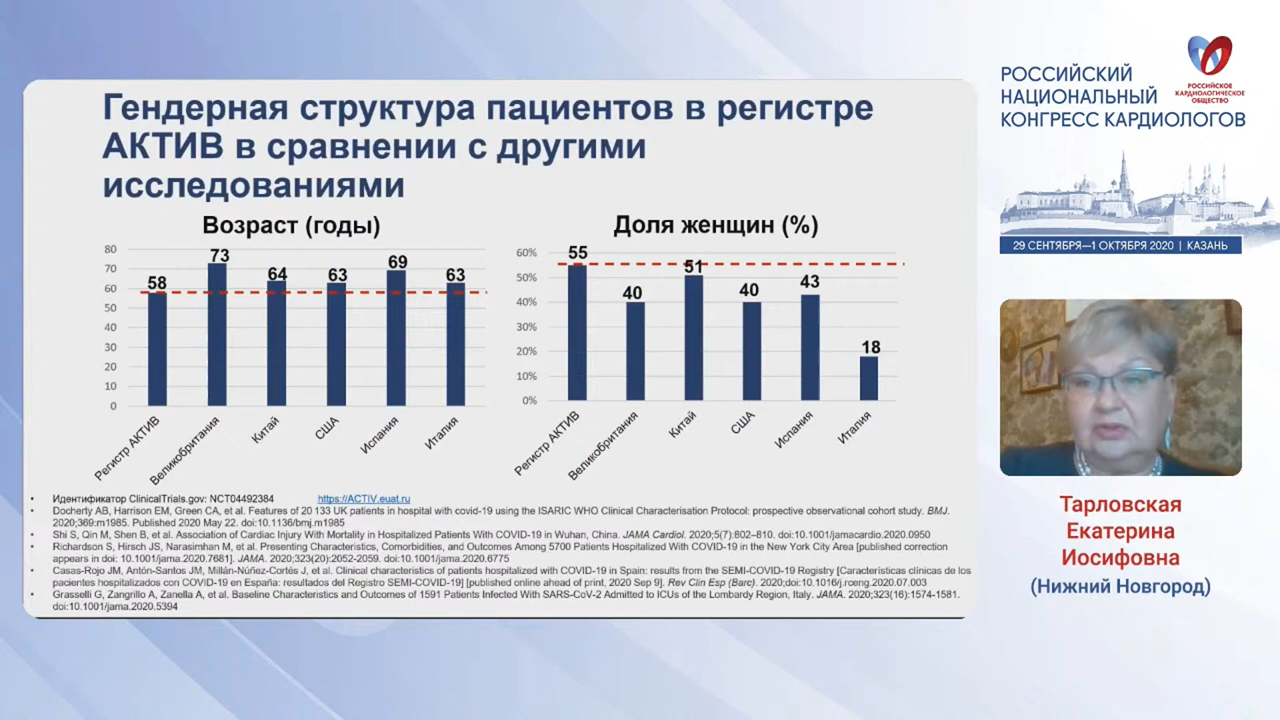 Гендерная структура пациентов в регистре
АКТИВ в сравнении с другими
исследованиями
Возраст (годы)
80
70
60
50
40
30
20
10
0
58
73
64
63
69
63
Регистр АКТИВ
Великобритания
Китай
США
Испания
Италия
Доля женщин (%)
60%
50%
40%
30%
20%
10%
0%
55
40
51
40
43
18
Регистр АКТИВ
Великобритания
Китай
США
Испания
Италия
• Идентификатор ClinicalTrials.gov: NCT04492384 https://ACTIV.euat.ru
• Docherty AB, Harrison EM, Green CA, et al. Features of 20 133 UK patients in hospital with covid-19 using the ISARIC WHO Clinical Characterisation Protocol: prospective observational cohort study. BMJ.
2020;369:m1985. Published 2020 May 22. doi:10.1136/bmj.m1985
• Shi S, Qin M, Shen B, et al. Association of Cardiac Injury With Mortality in Hospitalized Patients With COVID-19 in Wuhan, China. JAMA Cardiol. 2020;5(7):802–810. doi:10.1001/jamacardio.2020.0950
• Richardson S, Hirsch JS, Narasimhan M, et al. Presenting Characteristics, Comorbidities, and Outcomes Among 5700 Patients Hospitalized With COVID-19 in the New York City Area [published correction
appears in doi: 10.1001/jama.2020.7681]. JAMA. 2020;323(20):2052-2059. doi:10.1001/jama.2020.6775
• Casas-Rojo JM, Antón-Santos JM, Millán-Núñez-Cortés J, et al. Clinical characteristics of patients hospitalized with COVID-19 in Spain: results from the SEMI-COVID-19 Registry [Características clínicas de los
pacientes hospitalizados con COVID-19 en España: resultados del Registro SEMI-COVID-19] [published online ahead of print, 2020 Sep 9]. Rev Clin Esp (Barc). 2020;doi:10.1016/j.rceng.2020.07.003
• Grasselli G, Zangrillo A, Zanella A, et al. Baseline Characteristics and Outcomes of 1591 Patients Infected With SARS-CoV-2 Admitted to ICUs of the Lombardy Region, Italy. JAMA. 2020;323(16):1574-1581.
doi:10.1001/jama.2020.5394
РОССИЙСКИЙ
НАЦИОНАЛЬНЫЙ
КОНГРЕСС КАРДИОЛОГОВ
РОССИЙСКОЕ
КАРДИОЛОГИЧЕСКОЕ
ОБЩЕСТВО
29 СЕНТЯБРЯ—1 ОКТЯБРЯ 2020 | КАЗАНЬ
Тарловская
Екатерина
Иосифовна
(Нижний Новгород)